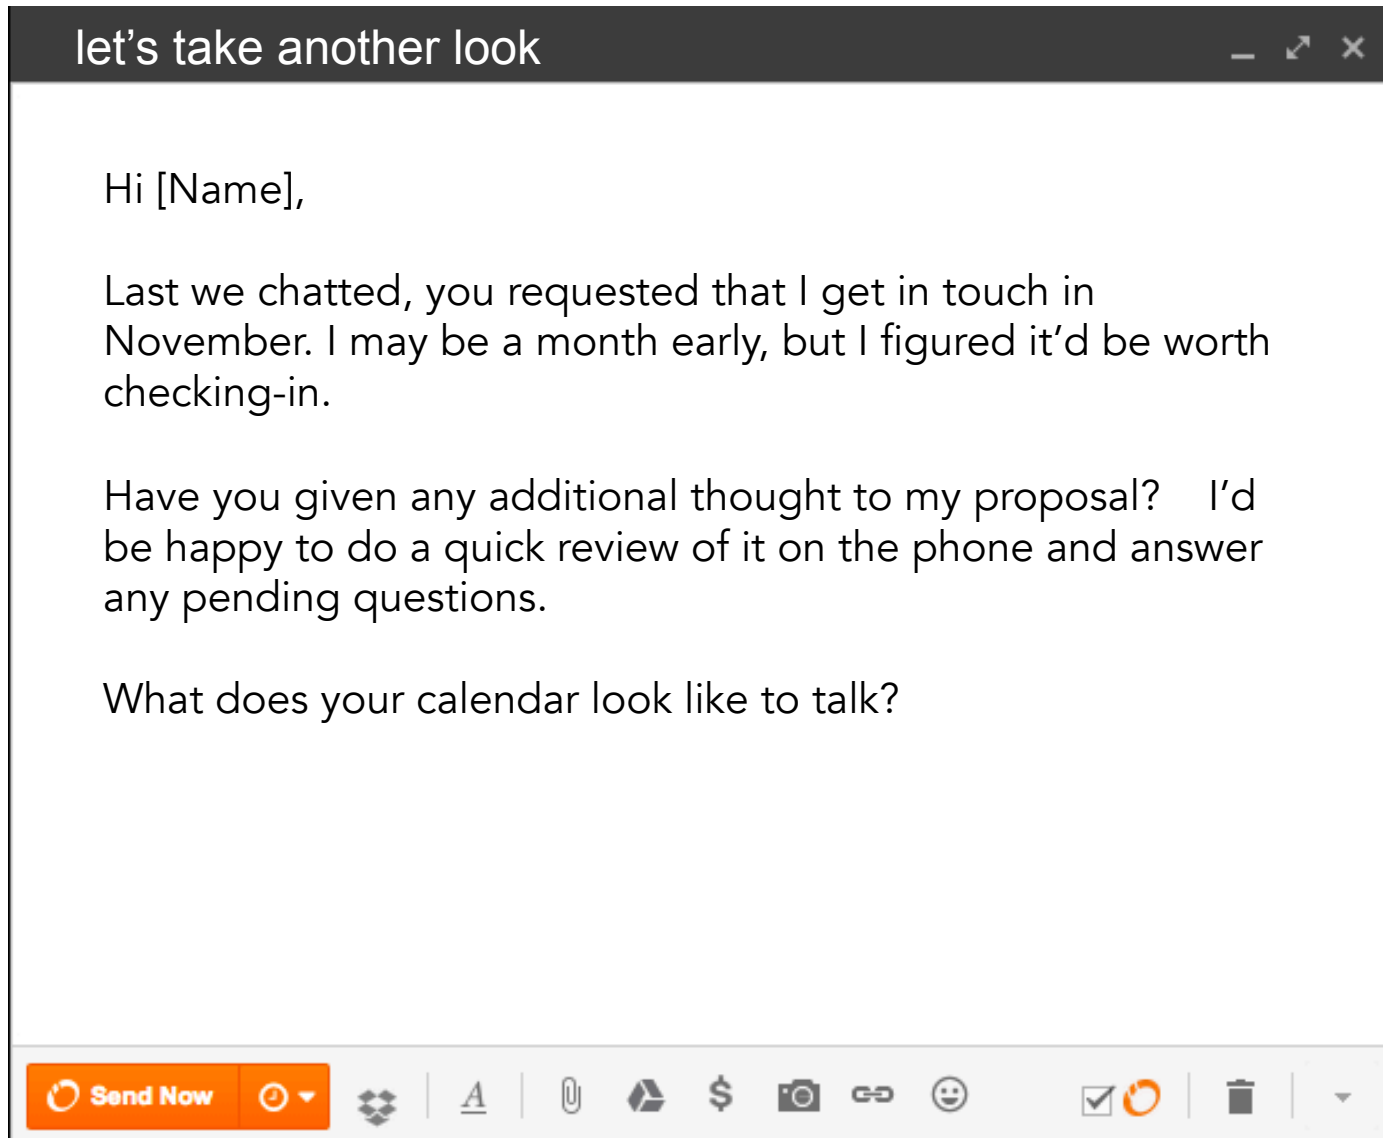 let’s take another look
Hi [Name],
Last we chatted, you requested that I get in touch in
November. I may be a month early, but I figured it’d be worth
checking-in.
Have you given any additional thought to my proposal?    I’d
be happy to do a quick review of it on the phone and answer
any pending questions.
What does your calendar look like to talk?
Send Now